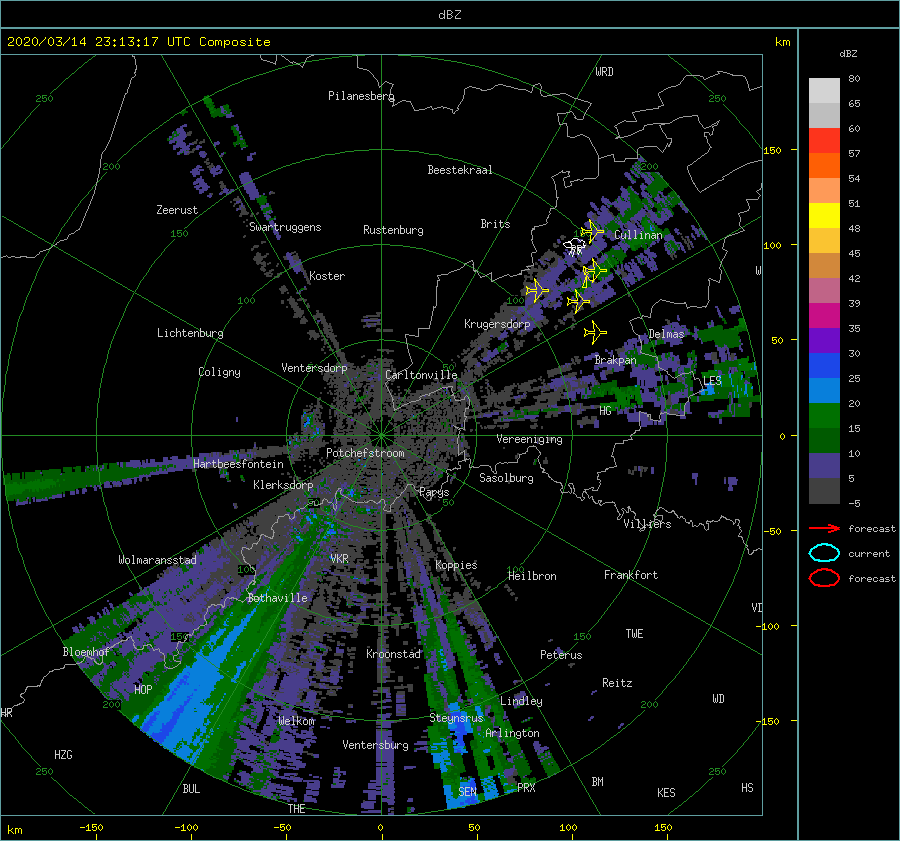 dBZ
2020/03/14 23:13:17 UTC Composite
km
dBZ
WRD
80
250
Pilanesberg
250
65
60
150
57
200
Beestekraal
200
54
Zeerust
51
Swartruggens
Rustenburg
Brits
Cullinan
150
150
48
100
45
Koster
W
42
100
100
39
Krugersdorp
Lichtenburg
Delmas
35
50
Brakpan
30
Coligny
Ventersdorp
Carltonville
50
LES
25
HG
20
Vereeniging
0
15
Hartbeesfontein
Potchefstroom
10
Klerksdorp
Sasolburg
5
Parys
50
50
-5
Villiers
forecast
-50
Wolmaransstad
VKR
Koppies
current
100
100
Heilbron
Frankfort
forecast
Bothaville
VI
-100
150
150
TWE
Bloemhof
Kroonstad
Peterus
HOP
Reitz
200
Lindley
200
WD
HR
Welkom
Steynsrus
-150
Arlington
Ventersburg
HZG
250
250
BUL
SEN
PRX
BM
KES
HS
THE
km
-150
-100
-50
0
50
100
150